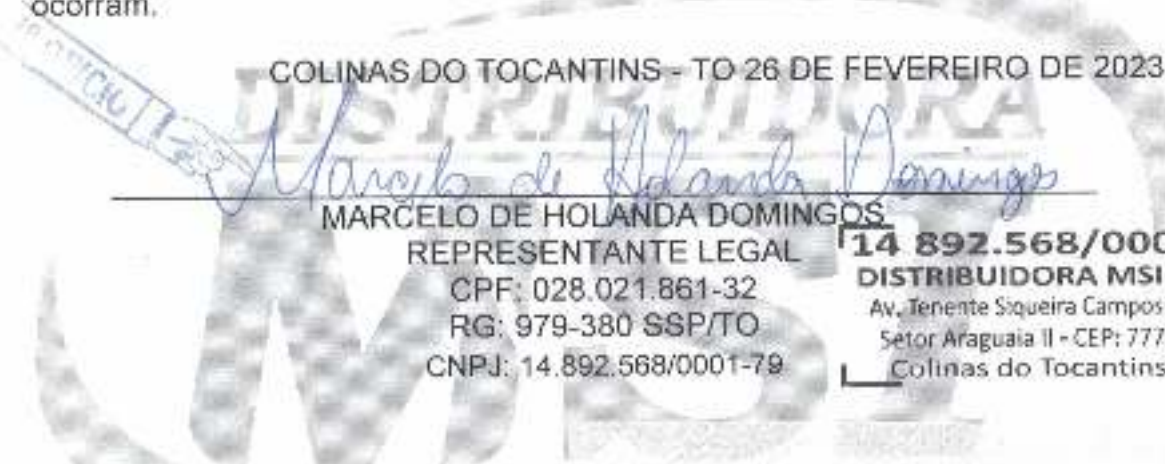 ocorram.
COLINAS DO TOCANTINS - TO 26 DE FEVEREIRO DE 2023
DISTRIBUIDORA
Marcelo de Holanda Domingos
MARCELO DE HOLANDA DOMINGOS
REPRESENTANTE LEGAL
CPF: 028.021.861-32
RG: 979-380 SSP/TO
CNPJ: 14.892.568/0001-79
14 892.568/000
DISTRIBUIDORA MSI
Av. Tenente Siqueira Campos
Setor Araguaia II - CEP: 777
Colinas do Tocantins
MSI